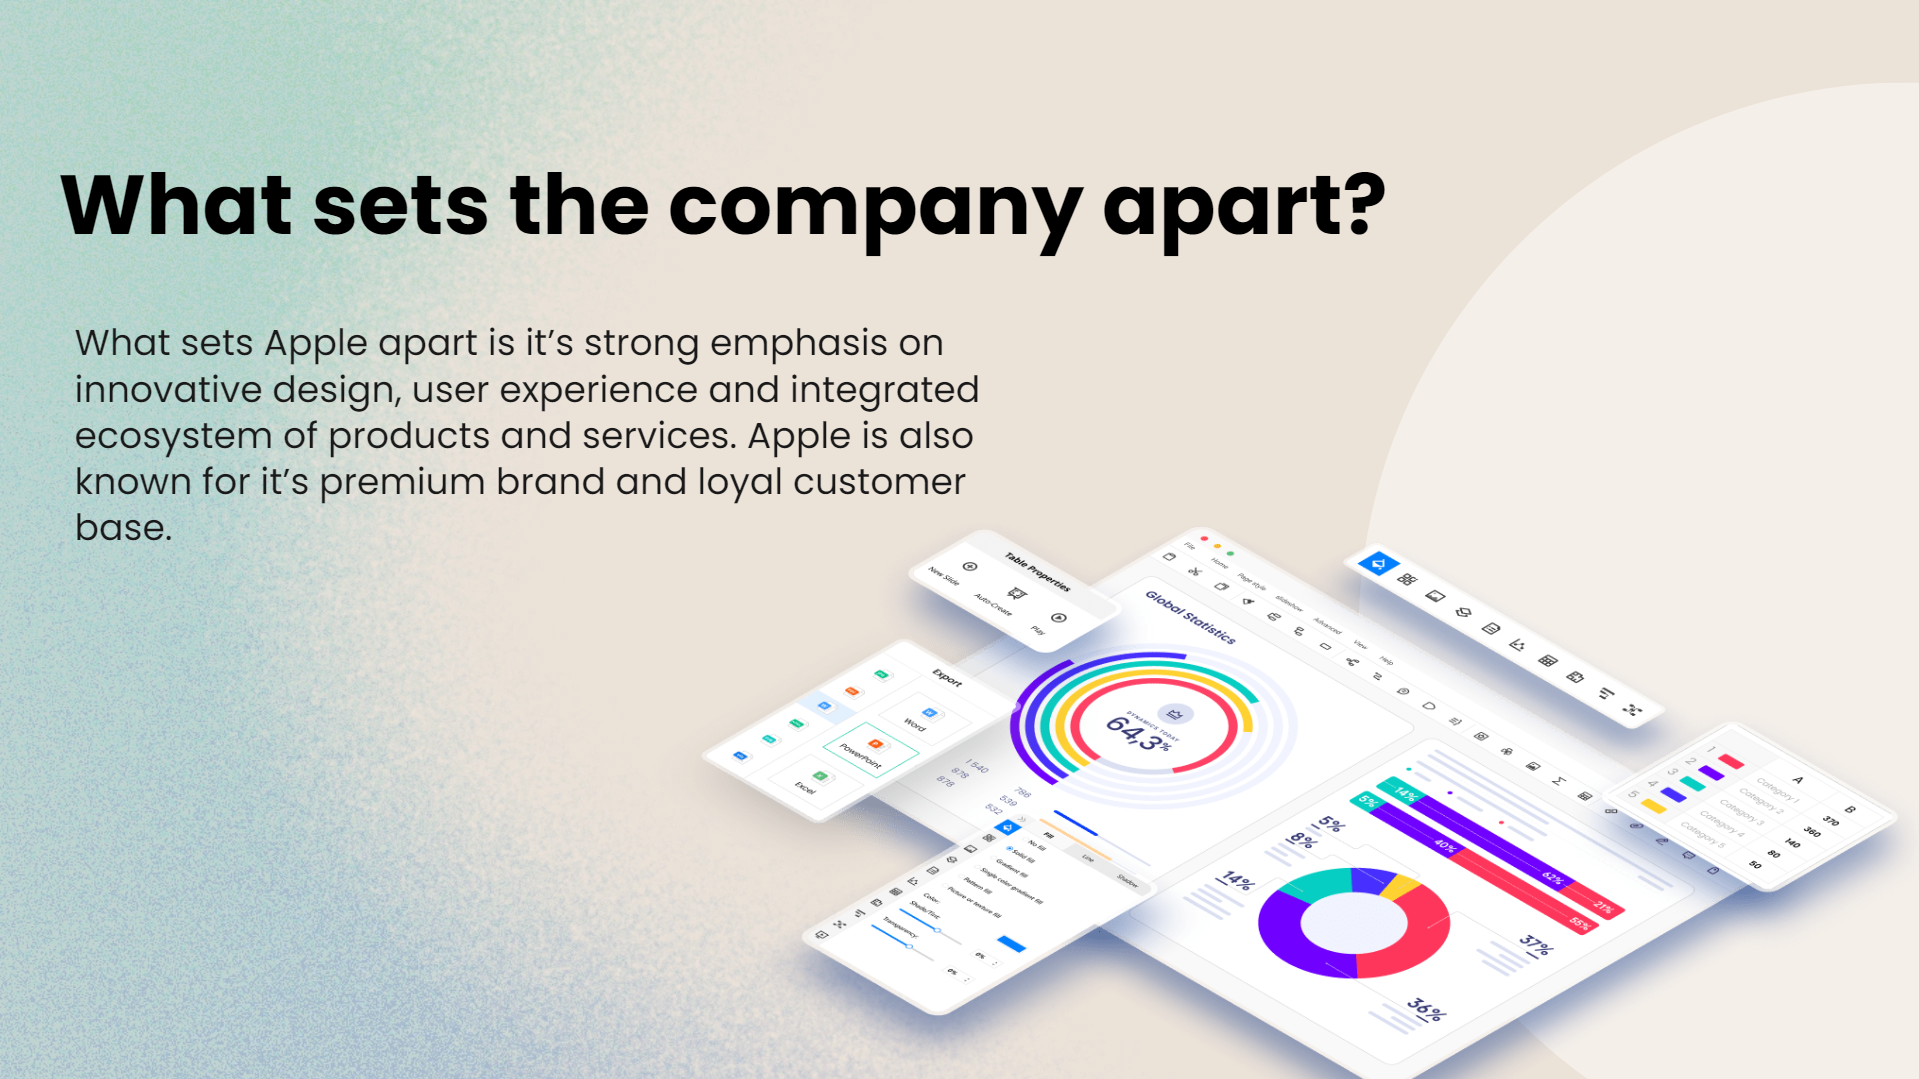 What sets the company apart?
What sets Apple apart is it’s strong emphasis on
innovative design, user experience and integrated
ecosystem of products and services. Apple is also
known for it’s premium brand and loyal customer
base.
Table Properties
New Slide
Auto-Create
Play
File
Home
Page style
slideshow
Advanced
View
Help
Global Statistics
DYNAMICS TODAY
64,3%
Export
Word
PowerPoint
Excel
1 540
878
878
786
539
532
Fill
Line
Shadow
No fill
Solid fill
Gradient fill
Single color gradient fill
Pattern fill
Picture or texture fill
Color:
Shade/Tint:
0%
Transparency:
0%
14%
62%
21%
5%
40%
55%
5%
8%
14%
37%
36%
A
B
1
Category 1
370
2
Category 2
360
3
Category 3
140
4
Category 4
80
5
Category 5
50